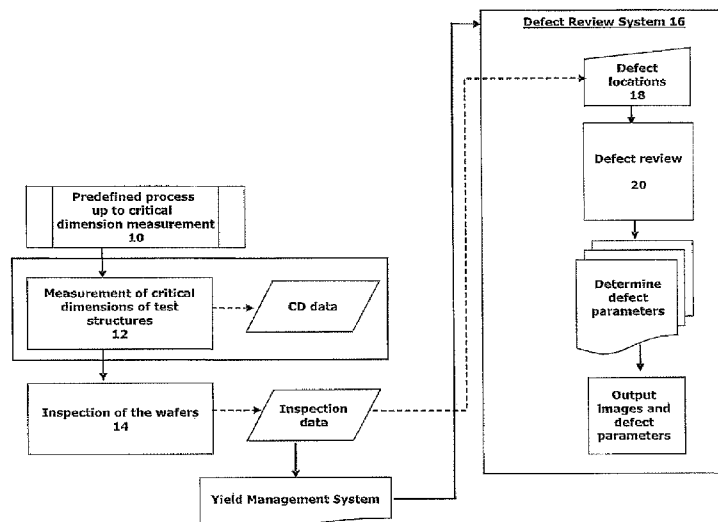 Defect Review System 16
Defect
locations
18
Defect review
20
Predefined process
up to critical
dimension measurement
10
Measurement of critical
dimensions of test
structures
12
CD data
Determine
defect
parameters
Inspection of the wafers
14
Inspection
data
Output
images and
defect
parameters
Yield Management System